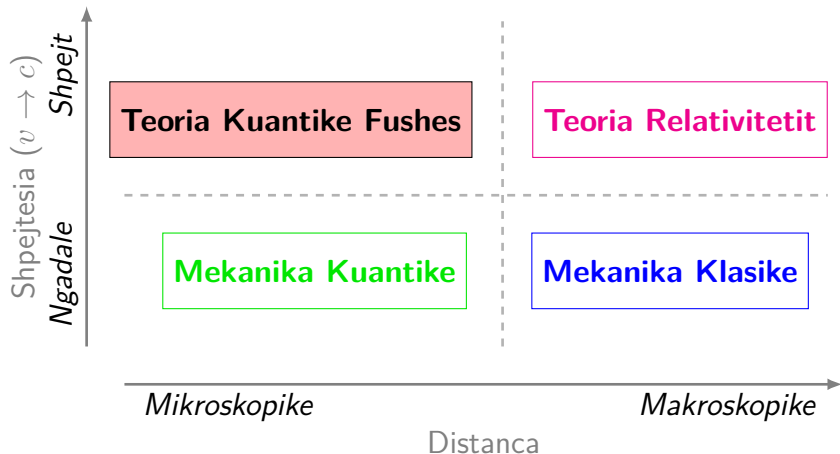 Shpejtesia (v → c)
Shpejt
Ngadale
Teoria Kuantike Fushes
Teoria Relativitetit
Mekanika Kuantike
Mekanika Klasike
Mikroskopike
Makroskopike
Distanca